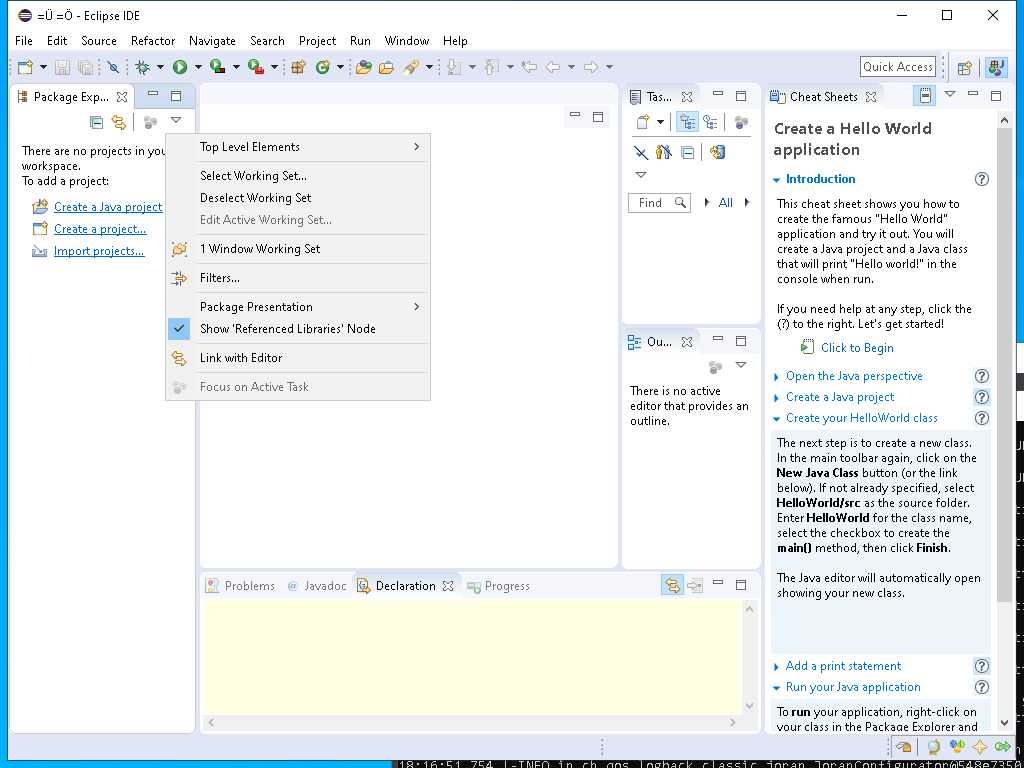 =Ü =Ö - Eclipse IDE
File Edit Source Refactor Navigate Search Project Run Window Help
Quick Access
Package Exp...
There are no projects in you
workspace.
To add a project:
Create a Java project
Create a project...
Import projects...
Top Level Elements
Select Working Set...
Deselect Working Set
Edit Active Working Set...
1 Window Working Set
Filters...
Package Presentation
Show 'Referenced Libraries' Node
Link with Editor
Focus on Active Task
Tas...
Find
All
Ou...
There is no active
editor that provides an
outline.
Problems @ Javadoc Declaration Progress
Cheat Sheets
Create a Hello World
application
Introduction
This cheat sheet shows you how to
create the famous "Hello World"
application and try it out. You will
create a Java project and a Java class
that will print "Hello world!" in the
console when run.
If you need help at any step, click the
(?) to the right. Let's get started!
Click to Begin
Open the Java perspective
Create a Java project
Create your HelloWorld class
The next step is to create a new class.
In the main toolbar again, click on the
New Java Class button (or the link
below). If not already specified, select
HelloWorld/src as the source folder.
Enter HelloWorld for the class name,
select the checkbox to create the
main() method, then click Finish.
The Java editor will automatically open
showing your new class.
Add a print statement
Run your Java application
To run your application, right-click on
your class in the Package Explorer and
18:16:51.754 |-INFO in ch.qos.logback.classic.joran.JoranConfigurator@548e7350